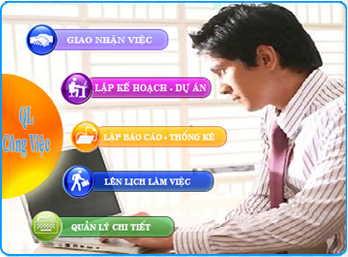 GIAO NHẬN VIỆC
LẬP KẾ HOẠCH - DỰ ÁN
QL
Công Việc
LẬP BÁO CÁO - THỐNG KÊ
LÊN LỊCH LÀM VIỆC
QUẢN LÝ CHI TIẾT